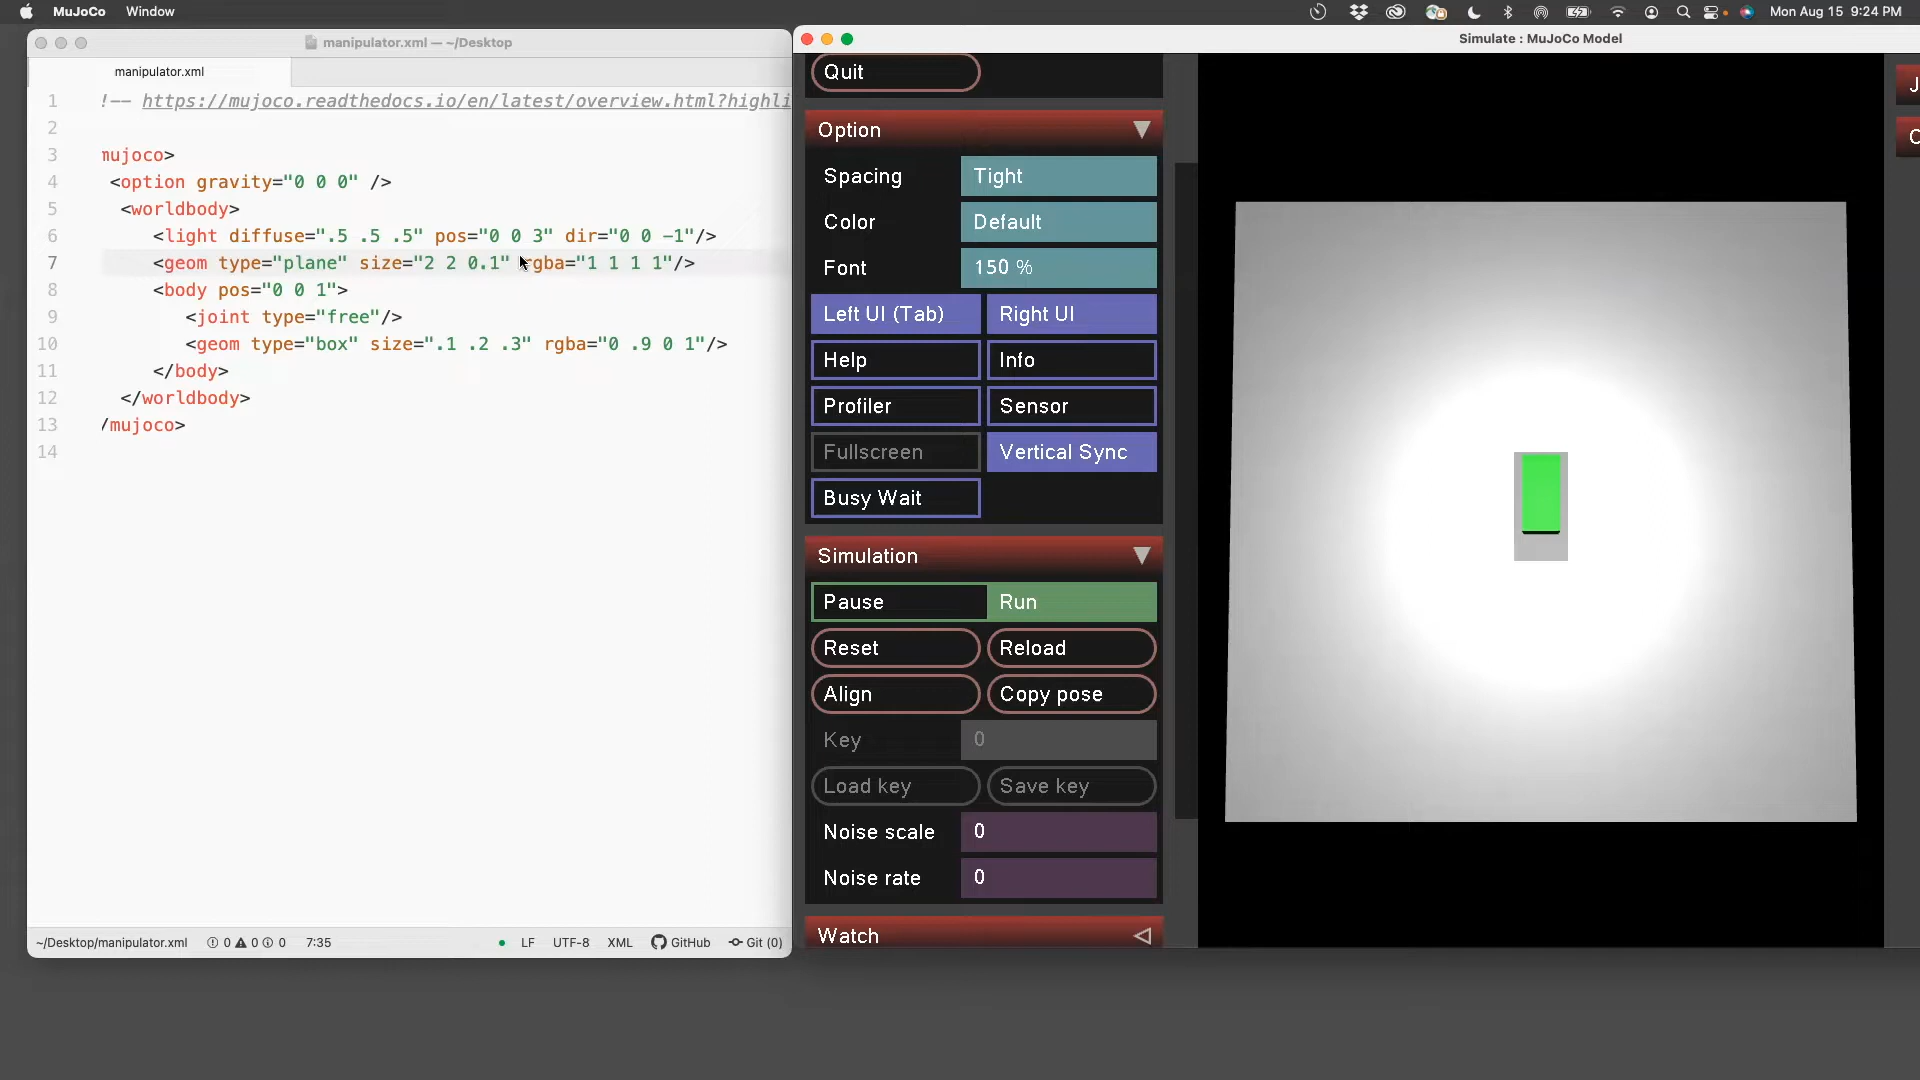 MuJoCo Window Mon Aug 15 9:24 PM
manipulator.xml — ~/Desktop
manipulator.xml
1 !-- https://mujoco.readthedocs.io/en/latest/overview.html?highli
2
3 mujoco>
4 <option gravity="0 0 0" />
5 <worldbody>
6 <light diffuse=".5 .5 .5" pos="0 0 3" dir="0 0 -1"/>
7 <geom type="plane" size="2 2 0.1" rgba="1 1 1 1"/>
8 <body pos="0 0 1">
9 <joint type="free"/>
10 <geom type="box" size=".1 .2 .3" rgba="0 .9 0 1"/>
11 </body>
12 </worldbody>
13 /mujoco>
14
~/Desktop/manipulator.xml 0 0 0 7:35 LF UTF-8 XML GitHub Git (0)
Simulate : MuJoCo Model
Quit
Option
Spacing Tight
Color Default
Font 150 %
Left UI (Tab) Right UI
Help Info
Profiler Sensor
Fullscreen Vertical Sync
Busy Wait
Simulation
Pause Run
Reset Reload
Align Copy pose
Key 0
Load key Save key
Noise scale 0
Noise rate 0
Watch
J
C